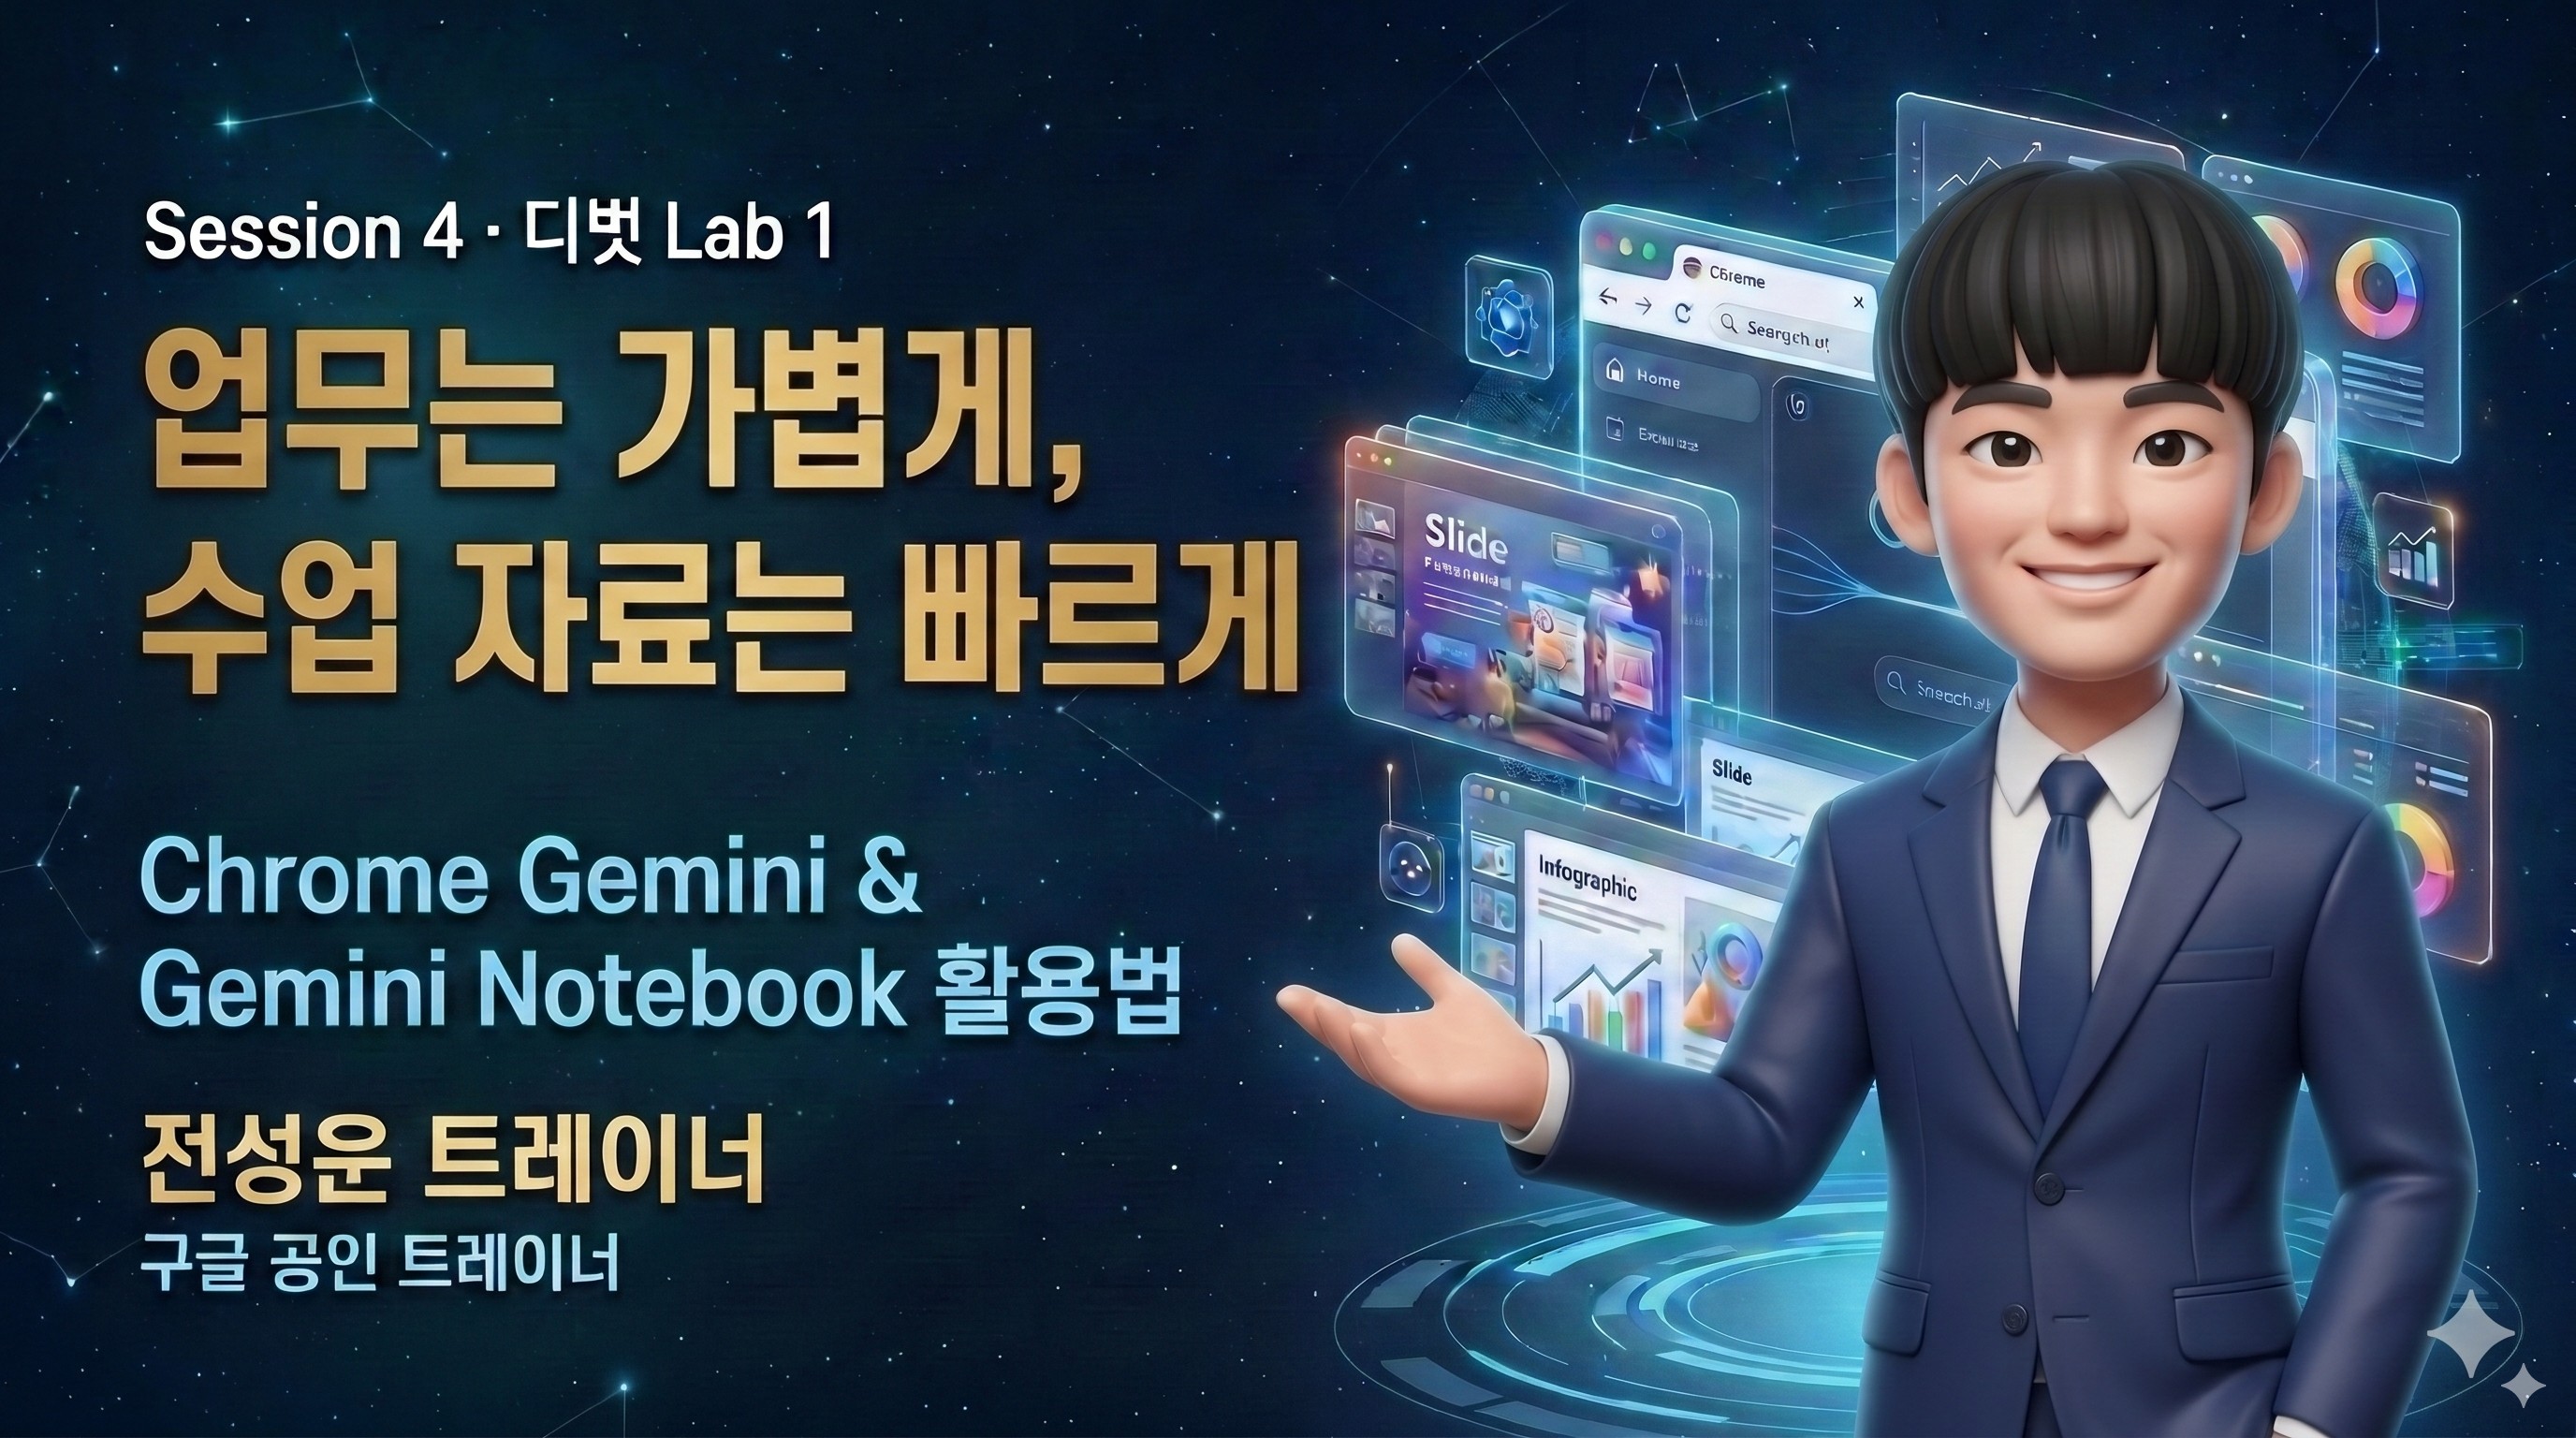 Session 4 · 디벗 Lab 1
업무는 가볍게,
수업 자료는 빠르게
Chrome Gemini &
Gemini Notebook 활용법
전성운 트레이너
구글 공인 트레이너
Home
Slide
Slide
Infographic